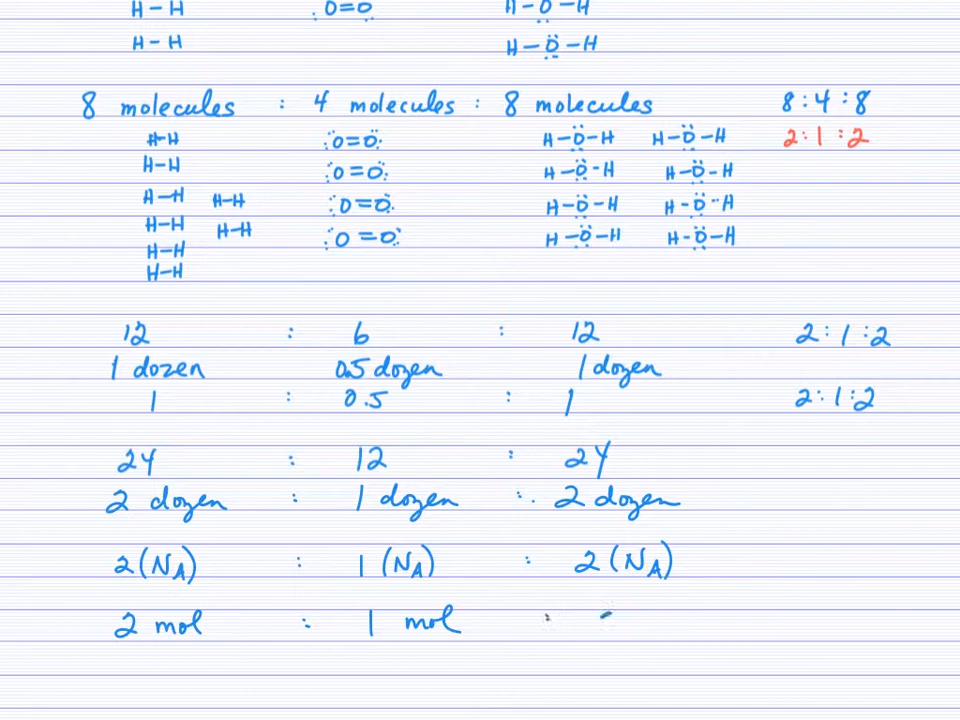 H-H :O=O: H-O-H
H-H H-O-H
8 molecules : 4 molecules : 8 molecules 8:4:8
H-H :O=O: H-O-H H-O-H 2:1:2
H-H :O=O: H-O-H H-O-H
H-H H-H :O=O: H-O-H H-O-H
H-H H-H :O=O: H-O-H H-O-H
H-H
H-H
12 : 6 : 12 2:1:2
1 dozen 0.5 dozen 1 dozen
1 : 0.5 : 1 2:1:2
24 : 12 : 24
2 dozen : 1 dozen : 2 dozen
2(NA) : 1(NA) : 2(NA)
2 mol : 1 mol :